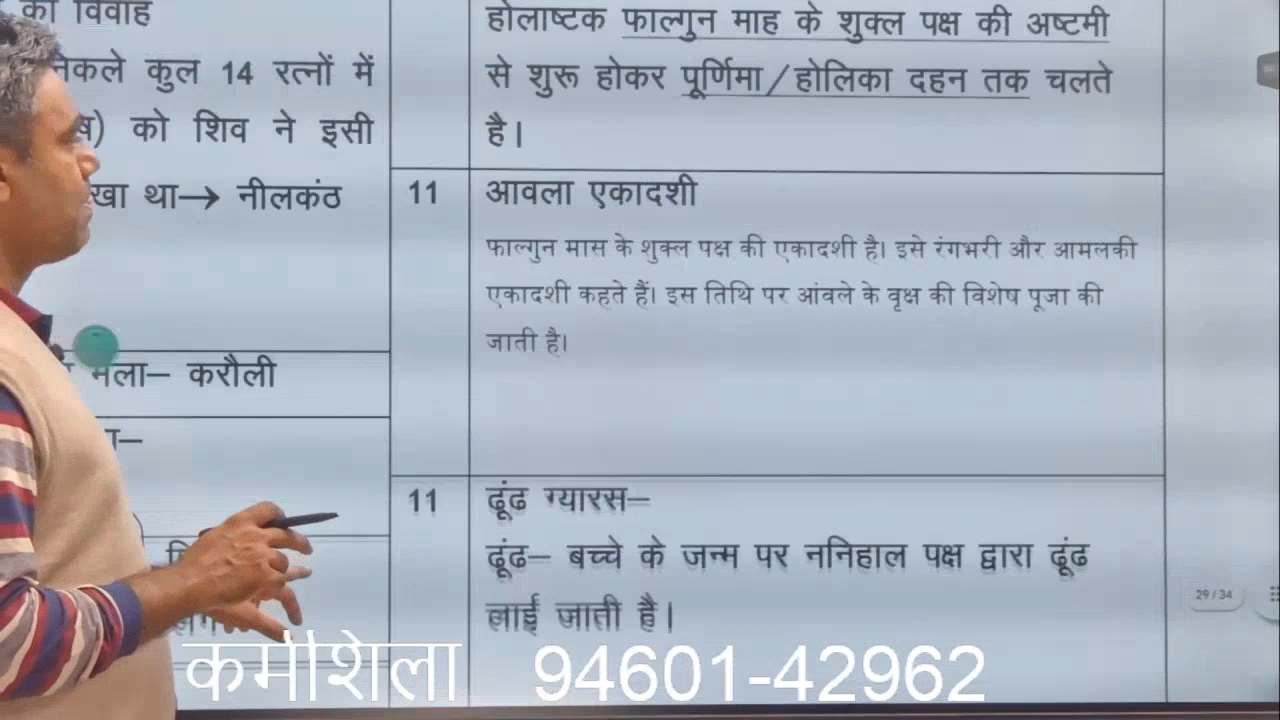 का विवाह
निकले कुल 14 रत्नों में
को शिव ने इसी
था→ नीलकंठ
मेला– करौली
होलाष्टक फाल्गुन माह के शुक्ल पक्ष की अष्टमी
से शुरू होकर पूर्णिमा/होलिका दहन तक चलते
है।
11 आवला एकादशी
फाल्गुन मास के शुक्ल पक्ष की एकादशी है। इसे रंगभरी और आमलकी
एकादशी कहते हैं। इस तिथि पर आंवले के वृक्ष की विशेष पूजा की
जाती है।
11 ढूंढ ग्यारस–
ढूंढ– बच्चे के जन्म पर ननिहाल पक्ष द्वारा ढूंढ
लाई जाती है।
29 / 34
कर्मशिला 94601-42962